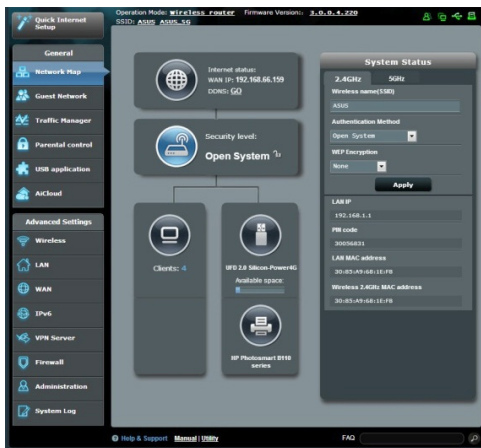 Quick Internet
Setup
Operation Mode: Wireless router Firmware Version: 3.0.0.4.220
SSID: ASUS ASUS_5G
General
Network Map
Guest Network
Traffic Manager
Parental control
USB application
AiCloud
Advanced Settings
Wireless
LAN
WAN
IPv6
VPN Server
Firewall
Administration
System Log
Internet status:
WAN IP: 192.168.66.159
DDNS: GO
Security level:
Open System
Clients: 4
UFD 2.0 Silicon-Power4G
Available space:
HP Photosmart B110
series
System Status
2.4GHz 5GHz
Wireless name(SSID)
ASUS
Authentication Method
Open System
WEP Encryption
None
Apply
LAN IP
192.168.1.1
PIN code
30056831
LAN MAC address
30:85:A9:68:1E:F8
Wireless 2.4GHz MAC address
30:85:A9:68:1E:F8
Help & Support Manual | Utility FAQ